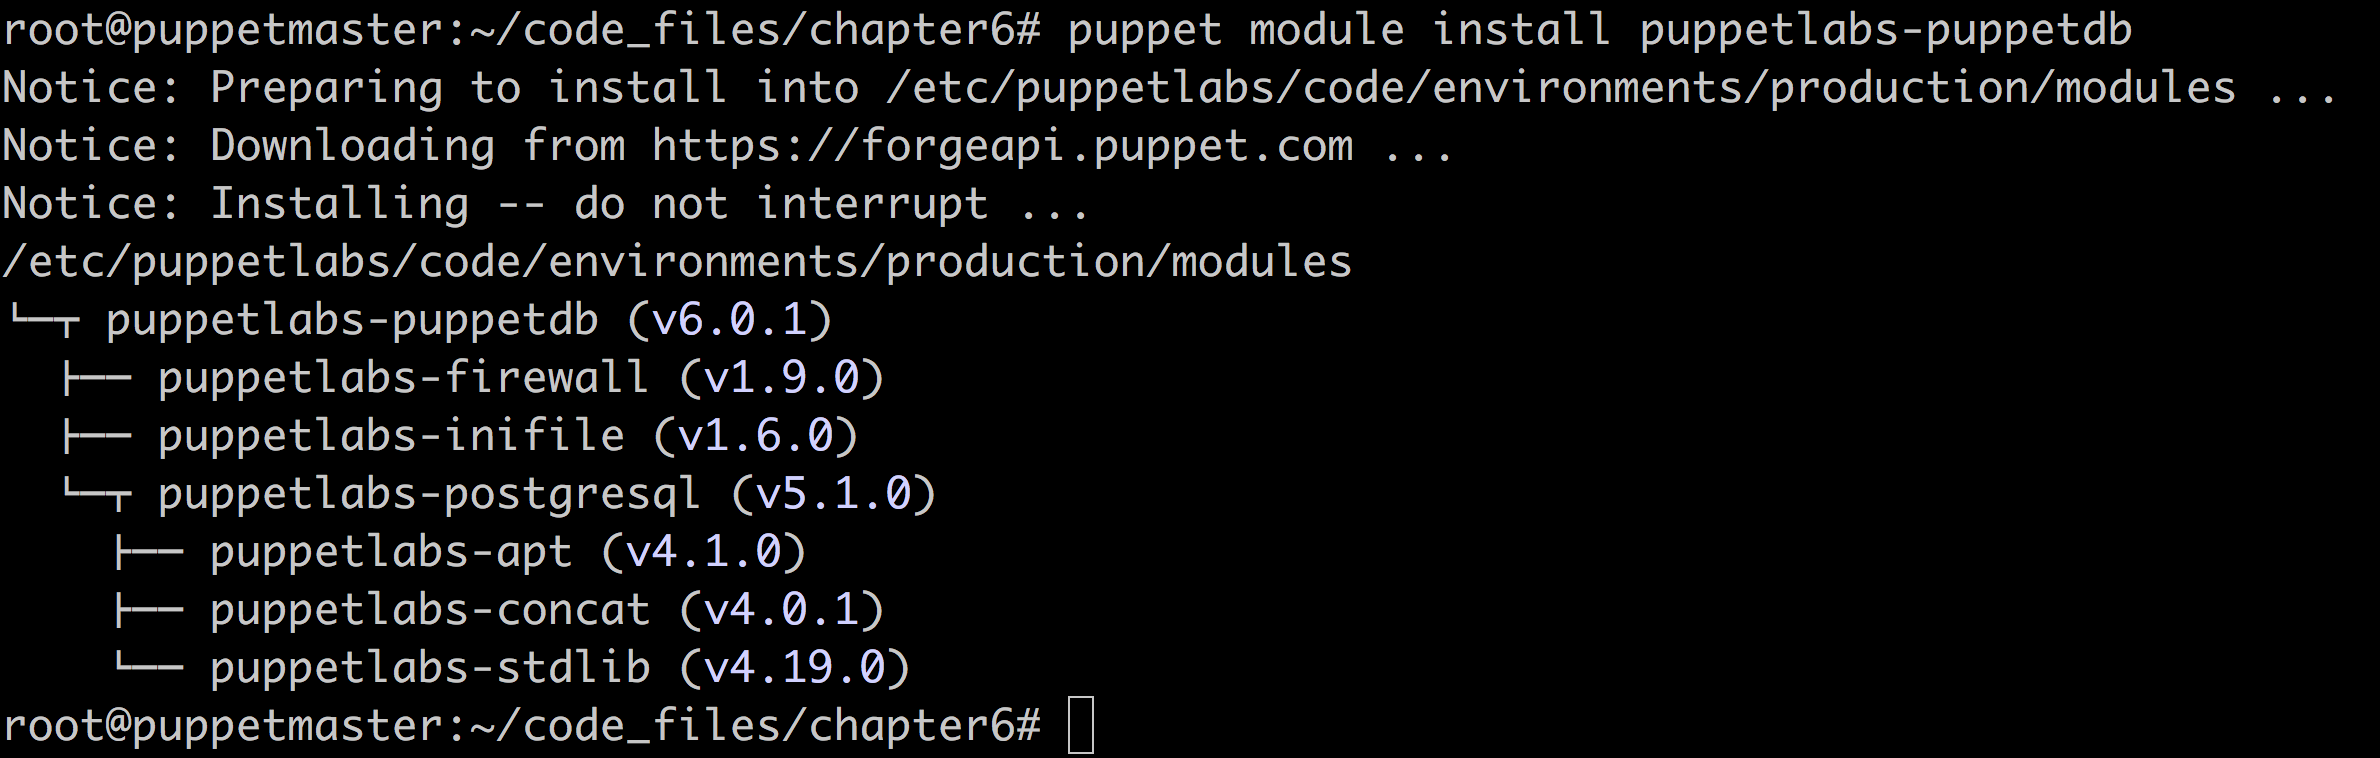 root@puppetmaster:~/code_files/chapter6# puppet module install puppetlabs-puppetdb
Notice: Preparing to install into /etc/puppetlabs/code/environments/production/modules ...
Notice: Downloading from https://forgeapi.puppet.com ...
Notice: Installing -- do not interrupt ...
/etc/puppetlabs/code/environments/production/modules
└─┬ puppetlabs-puppetdb (v6.0.1)
  ├── puppetlabs-firewall (v1.9.0)
  ├── puppetlabs-inifile (v1.6.0)
  └─┬ puppetlabs-postgresql (v5.1.0)
    ├── puppetlabs-apt (v4.1.0)
    ├── puppetlabs-concat (v4.0.1)
    └── puppetlabs-stdlib (v4.19.0)
root@puppetmaster:~/code_files/chapter6#